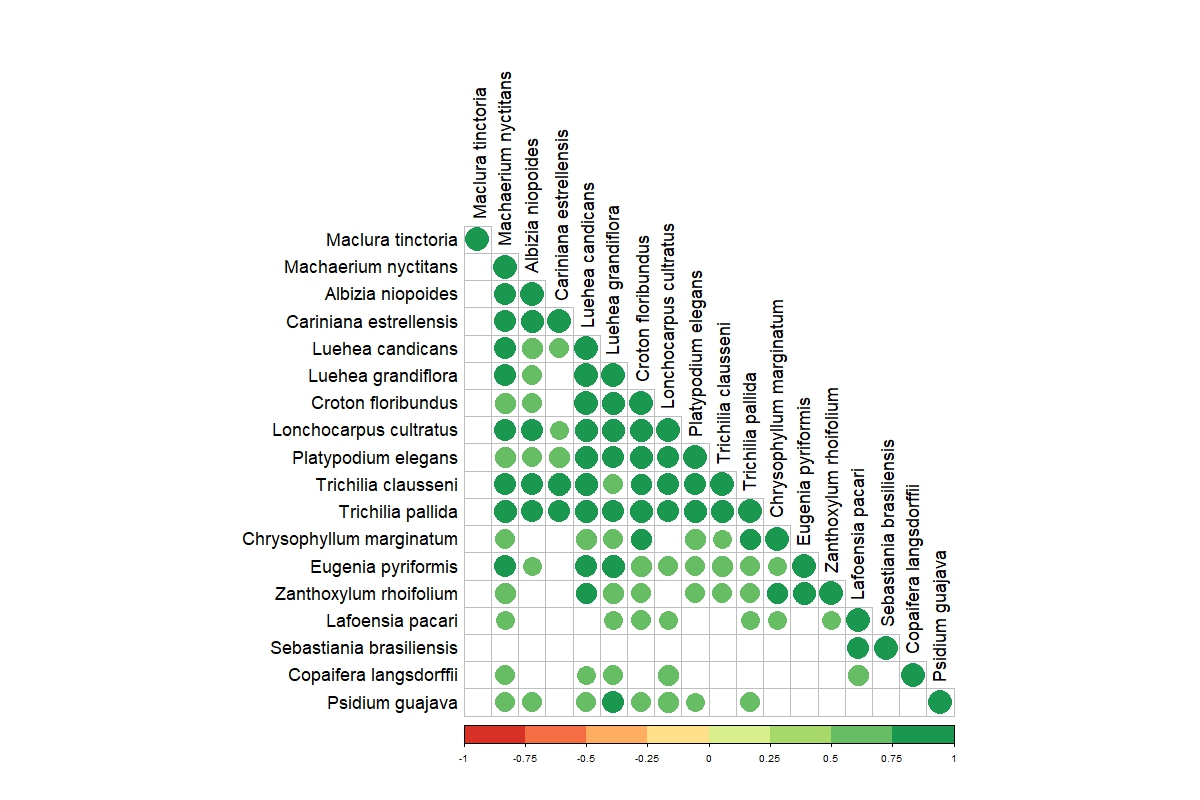 Maclura tinctoria
Machaerium nyctitans
Albizia niopoides
Cariniana estrellensis
Luehea candicans
Luehea grandiflora
Croton floribundus
Lonchocarpus cultratus
Platypodium elegans
Trichilia clausseni
Trichilia pallida
Chrysophyllum marginatum
Eugenia pyriformis
Zanthoxylum rhoifolium
Lafoensia pacari
Sebastiania brasiliensis
Copaifera langsdorffii
Psidium guajava
Maclura tinctoria
Machaerium nyctitans
Albizia niopoides
Cariniana estrellensis
Luehea candicans
Luehea grandiflora
Croton floribundus
Lonchocarpus cultratus
Platypodium elegans
Trichilia clausseni
Trichilia pallida
Chrysophyllum marginatum
Eugenia pyriformis
Zanthoxylum rhoifolium
Lafoensia pacari
Sebastiania brasiliensis
Copaifera langsdorffii
Psidium guajava
-1 -0.75 -0.5 -0.25 0 0.25 0.5 0.75 1